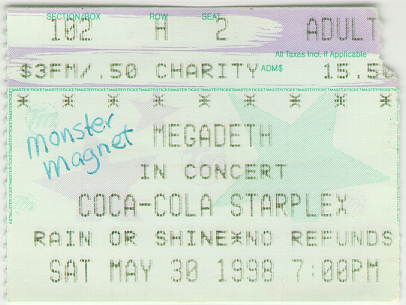 SECTION/BOX ROW SEAT
102 H 2 ADULT
All Taxes Incl. if Applicable
$3FM/.50 CHARITY ADM$ 15.50
monster
magnet
MEGADETH
IN CONCERT
COCA-COLA STARPLEX
RAIN OR SHINE*NO REFUNDS
SAT MAY 30 1998 7:00PM